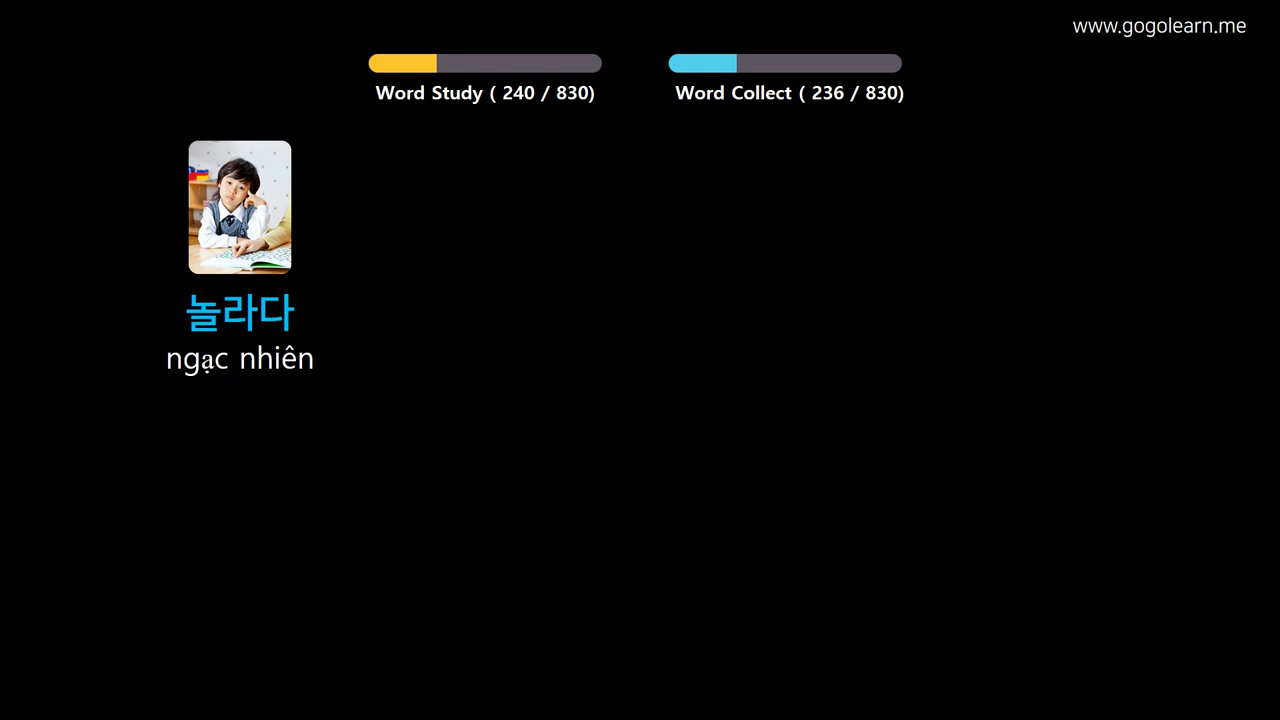 www.gogolearn.me
Word Study ( 240 / 830)
Word Collect ( 236 / 830)
놀라다
ngạc nhiên